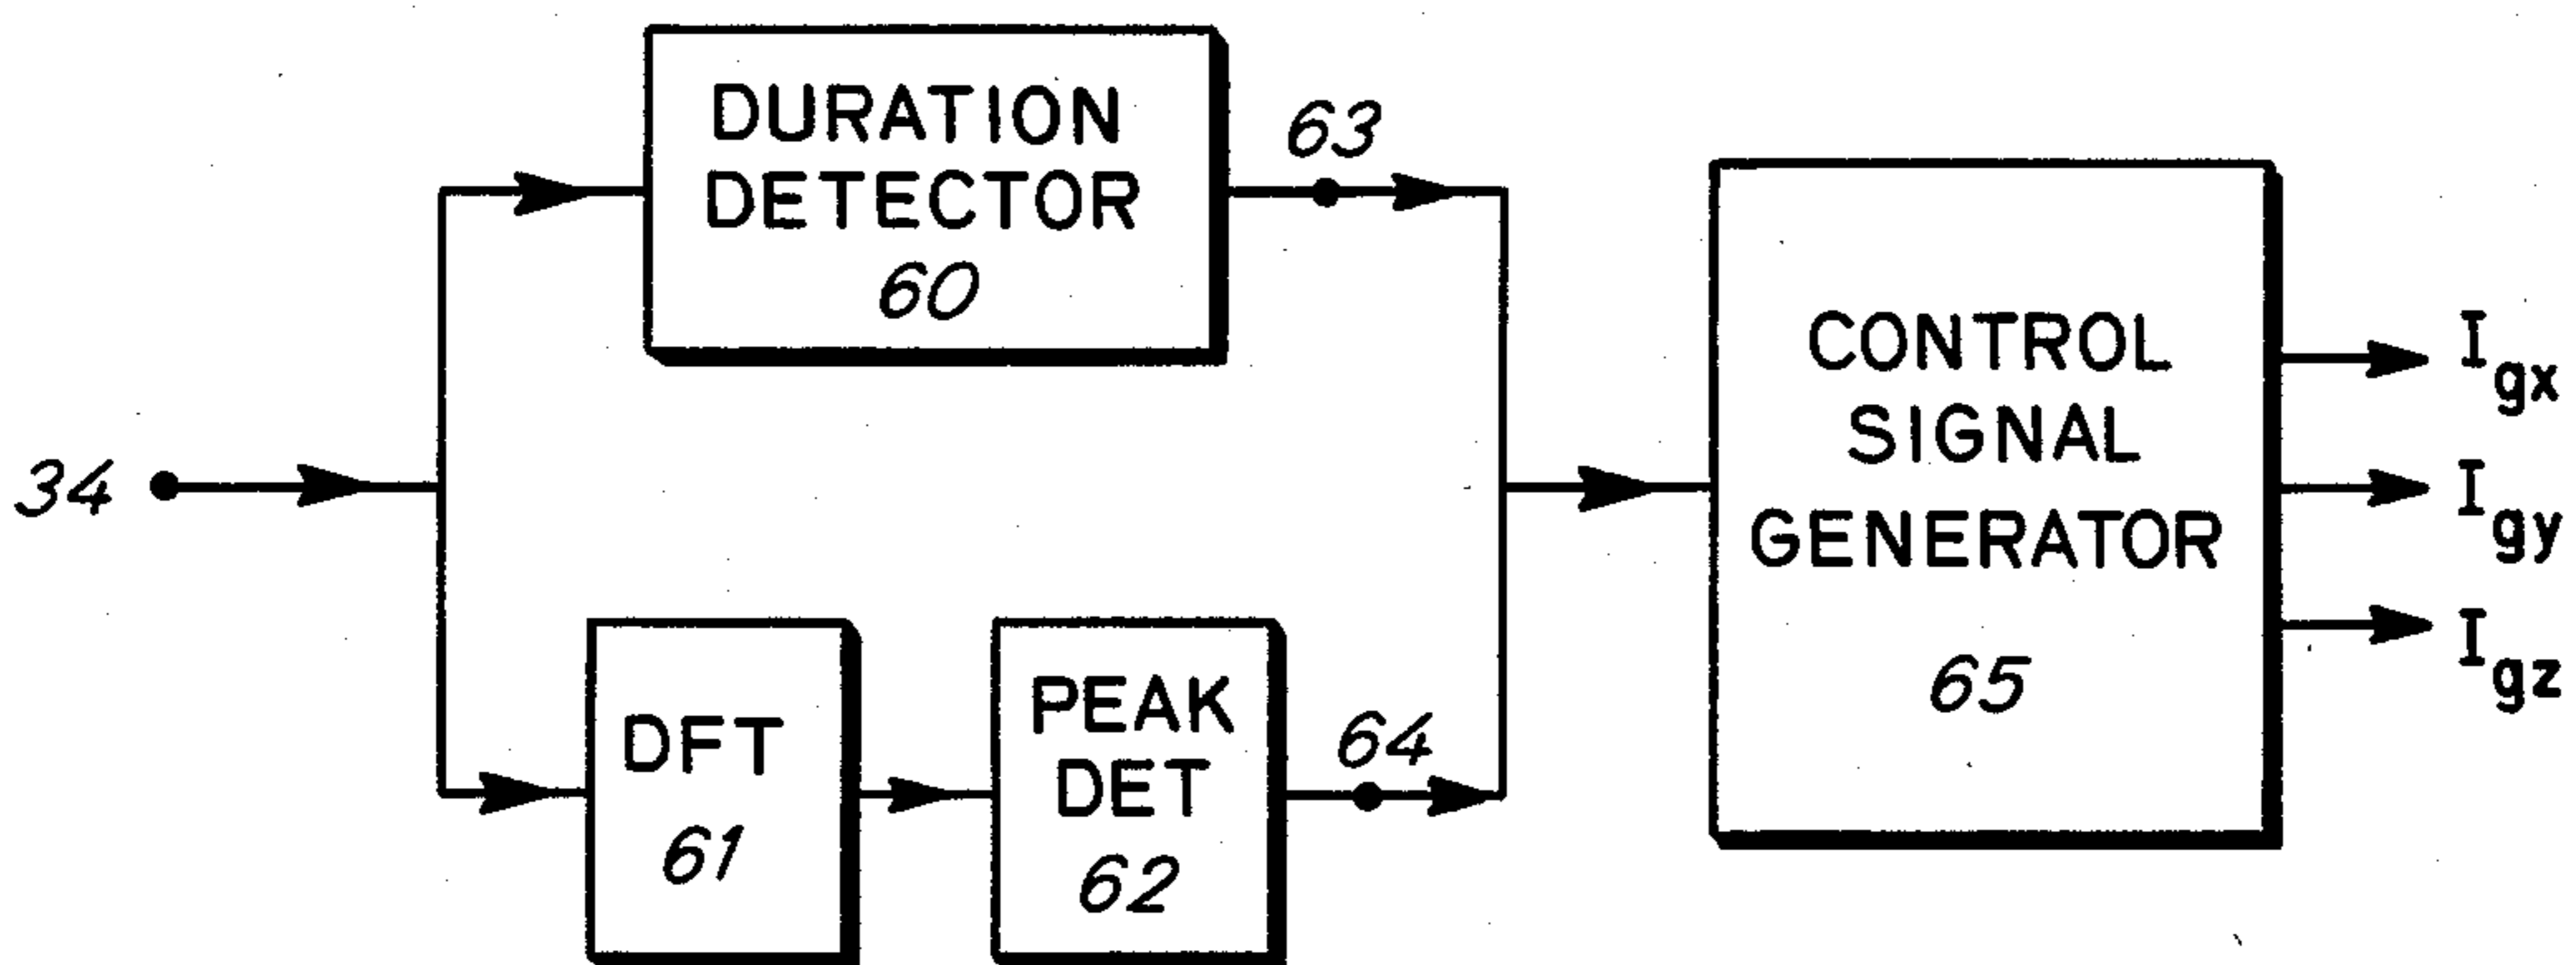 34
DURATION
DETECTOR
60
63
DFT
61
PEAK
DET
62
64
CONTROL
SIGNAL
GENERATOR
65
Igx
Igy
Igz